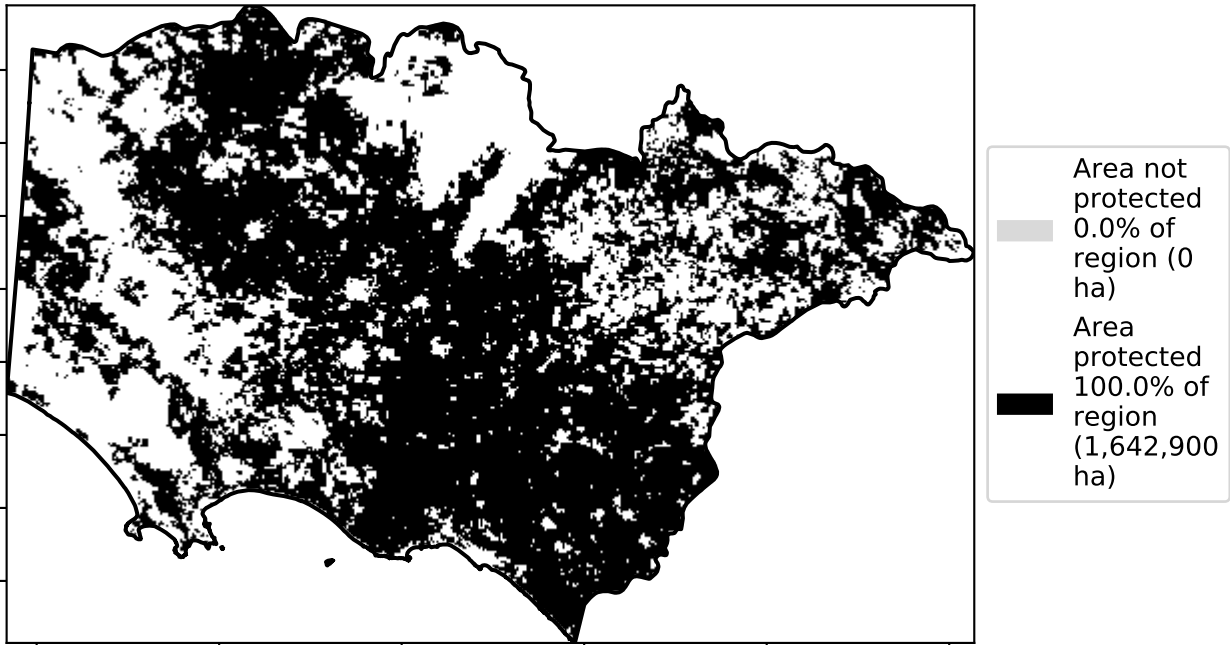 Area not
protected
0.0% of
region (0
ha)
Area
protected
100.0% of
region
(1,642,900
ha)